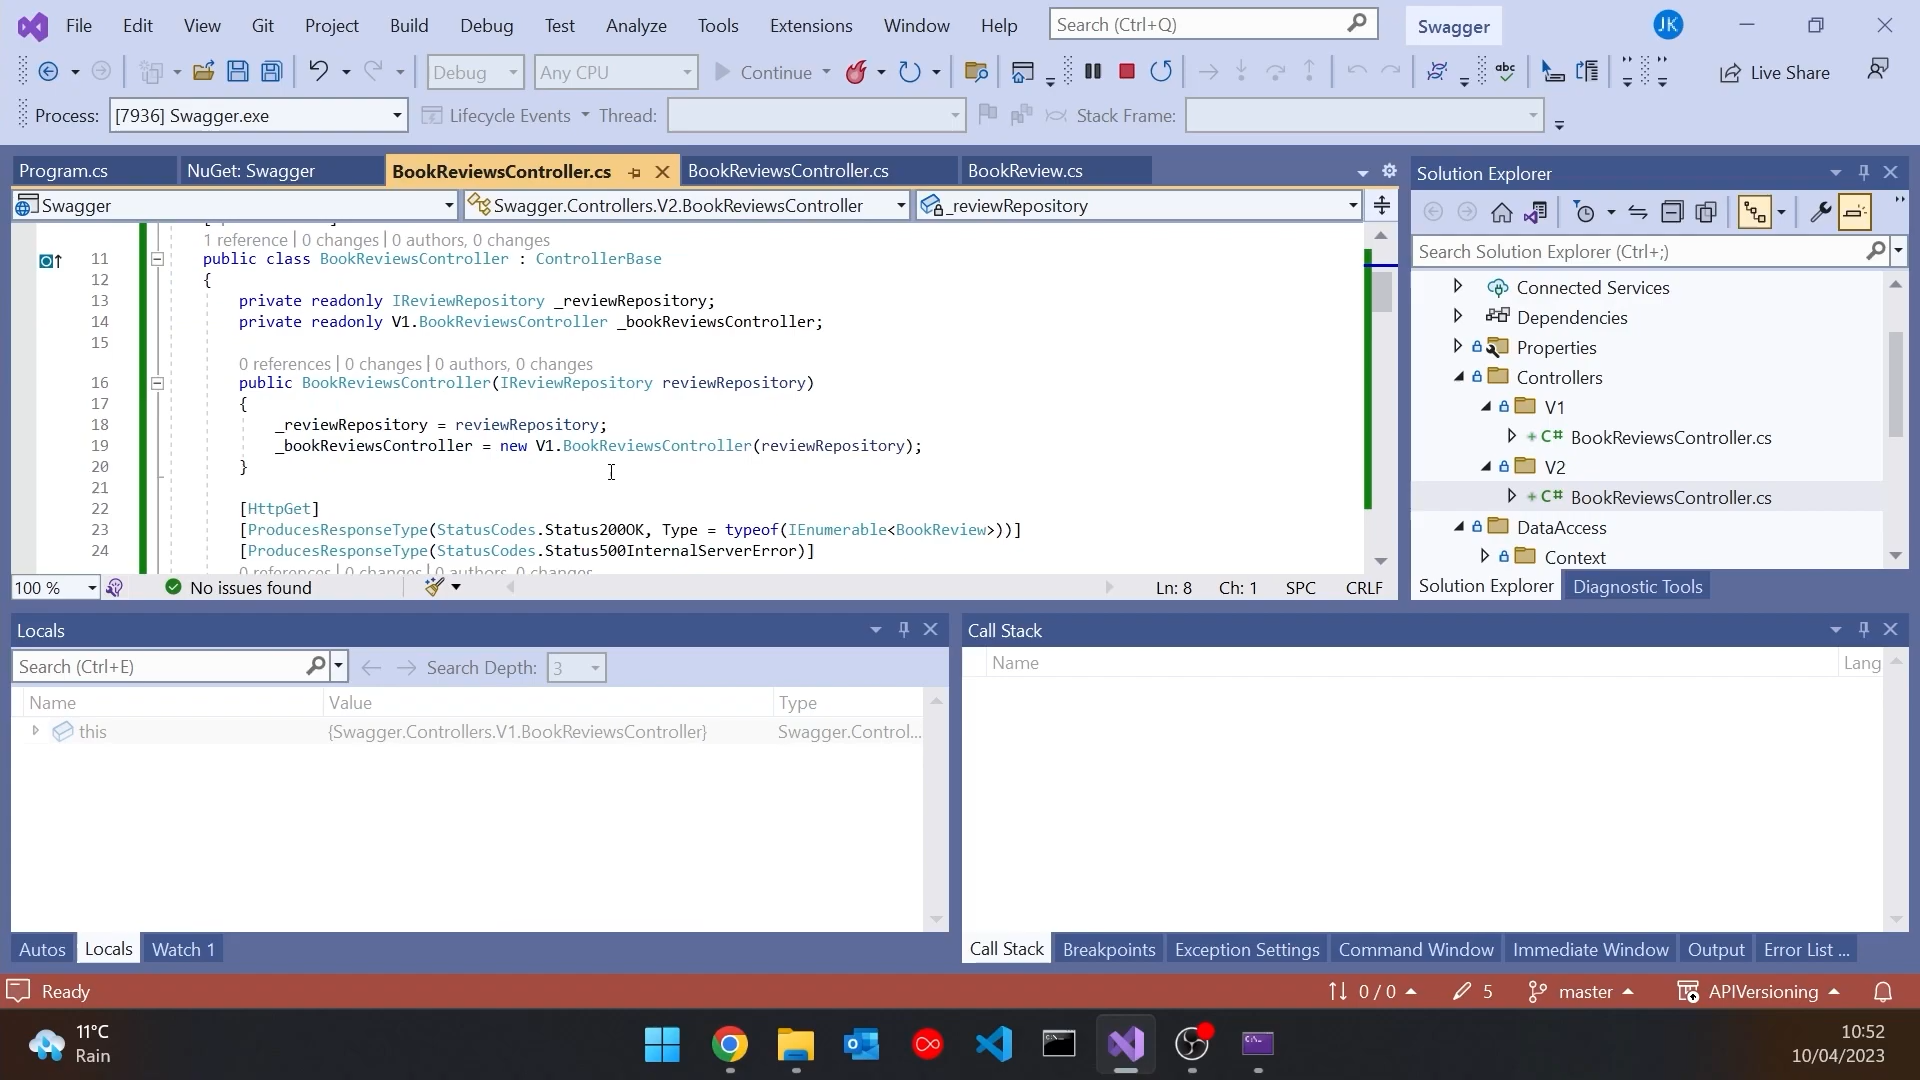 File Edit View Git Project Build Debug Test Analyze Tools Extensions Window Help Search (Ctrl+Q) Swagger JK
Debug Any CPU Continue abc Live Share
Process: [7936] Swagger.exe Lifecycle Events Thread: Stack Frame:
Program.cs NuGet: Swagger BookReviewsController.cs BookReviewsController.cs BookReview.cs
Swagger Swagger.Controllers.V2.BookReviewsController _reviewRepository
1 reference | 0 changes | 0 authors, 0 changes
11 public class BookReviewsController : ControllerBase
12 {
13 private readonly IReviewRepository _reviewRepository;
14 private readonly V1.BookReviewsController _bookReviewsController;
15
0 references | 0 changes | 0 authors, 0 changes
16 public BookReviewsController(IReviewRepository reviewRepository)
17 {
18 _reviewRepository = reviewRepository;
19 _bookReviewsController = new V1.BookReviewsController(reviewRepository);
20 }
21
22 [HttpGet]
23 [ProducesResponseType(StatusCodes.Status200OK, Type = typeof(IEnumerable<BookReview>))]
24 [ProducesResponseType(StatusCodes.Status500InternalServerError)]
0 references | 0 changes | 0 authors, 0 changes
100 % No issues found Ln: 8 Ch: 1 SPC CRLF
Solution Explorer
Search Solution Explorer (Ctrl+;)
Connected Services
Dependencies
Properties
Controllers
V1
C# BookReviewsController.cs
V2
C# BookReviewsController.cs
DataAccess
Context
Solution Explorer Diagnostic Tools
Locals
Search (Ctrl+E) Search Depth: 3
Name Value Type
this {Swagger.Controllers.V1.BookReviewsController} Swagger.Control...
Autos Locals Watch 1
Call Stack
Name Lang
Call Stack Breakpoints Exception Settings Command Window Immediate Window Output Error List ...
Ready 0 / 0 5 master APIVersioning
11°C
Rain
10:52
10/04/2023